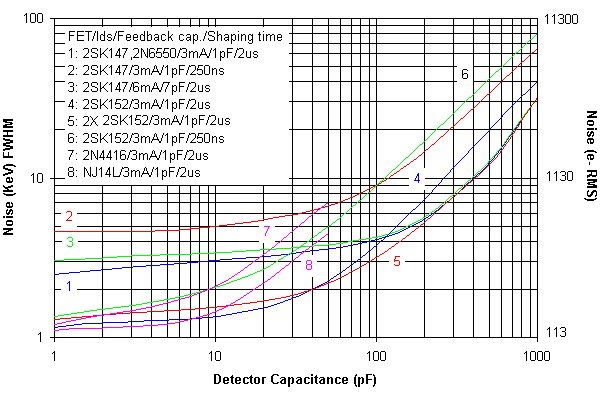 100
11300
FET/Ids/Feedback cap./Shaping time
1: 2SK147,2N6550/3mA/1pF/2us
2: 2SK147/3mA/1pF/250ns
3: 2SK147/6mA/7pF/2us
4: 2SK152/3mA/1pF/2us
5: 2X 2SK152/3mA/1pF/2us
6: 2SK152/3mA/1pF/250ns
7: 2N4416/3mA/1pF/2us
8: NJ14L/3mA/1pF/2us
6
Noise (KeV) FWHM
Noise (e- RMS)
10
4
1130
2
7
3
5
8
1
1
113
1
10
100
1000
Detector Capacitance (pF)